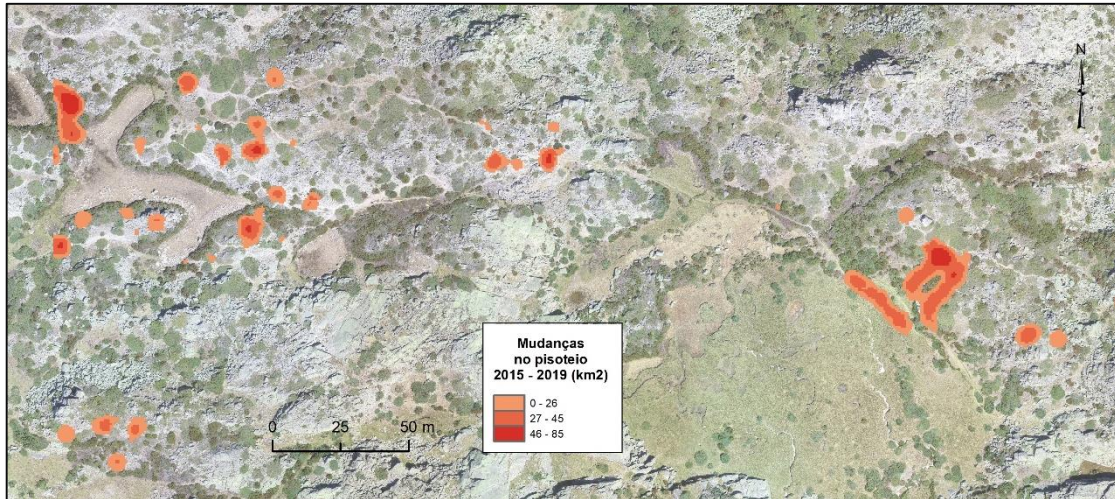 N
Mudanças
no pisoteio
2015 - 2019 (km2)
0 - 26
27 - 45
46 - 85
0 25 50 m